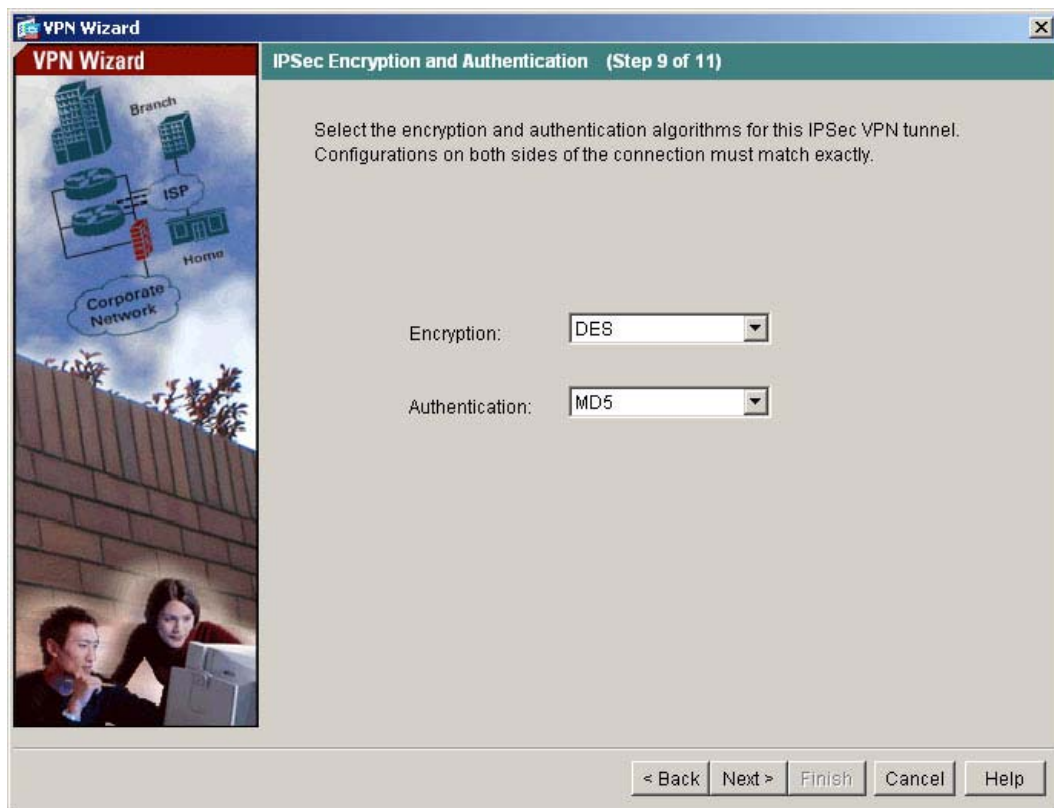 VPN Wizard
VPN Wizard
IPSec Encryption and Authentication (Step 9 of 11)
Branch
ISP
Home
Corporate
Network
Select the encryption and authentication algorithms for this IPSec VPN tunnel.
Configurations on both sides of the connection must match exactly.
Encryption: DES
Authentication: MD5
< Back Next > Finish Cancel Help